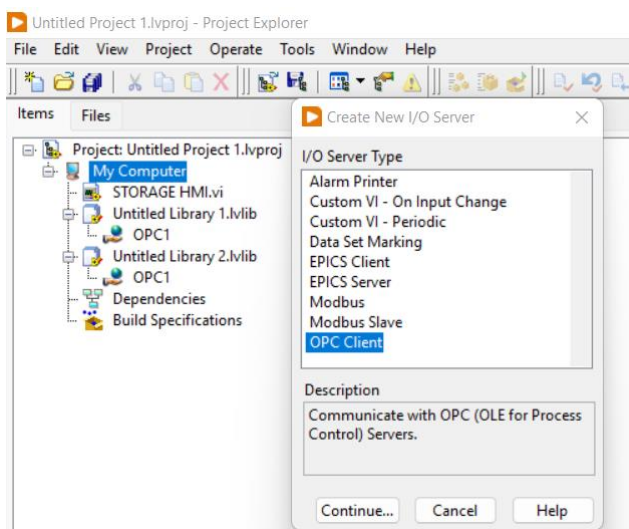 Untitled Project 1.lvproj - Project Explorer
File Edit View Project Operate Tools Window Help
Items Files
Project: Untitled Project 1.lvproj
My Computer
STORAGE HMI.vi
Untitled Library 1.lvlib
OPC1
Untitled Library 2.lvlib
OPC1
Dependencies
Build Specifications
Create New I/O Server
I/O Server Type
Alarm Printer
Custom VI - On Input Change
Custom VI - Periodic
Data Set Marking
EPICS Client
EPICS Server
Modbus
Modbus Slave
OPC Client
Description
Communicate with OPC (OLE for Process
Control) Servers.
Continue... Cancel Help